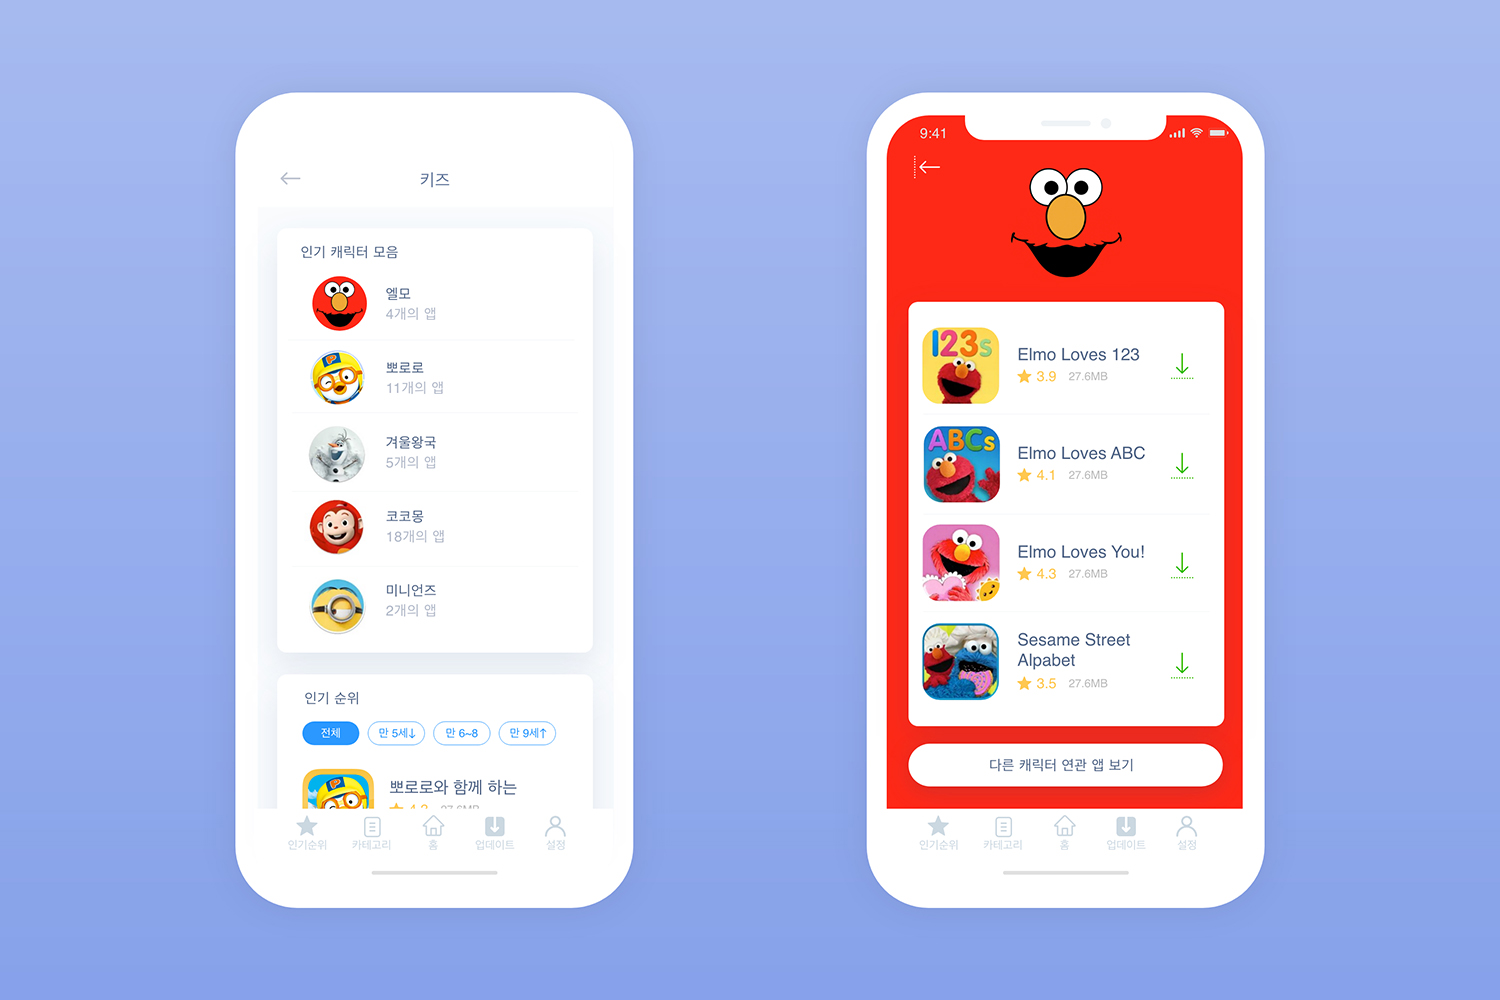 키즈
인기 캐릭터 모음
엘모
4개의 앱
뽀로로
11개의 앱
겨울왕국
5개의 앱
코코몽
18개의 앱
미니언즈
2개의 앱
인기 순위
전체 만 5세↓ 만 6~8 만 9세↑
뽀로로와 함께 하는
4.2 27.6MB
인기순위 카테고리 홈 업데이트 설정
9:41
123s
Elmo Loves 123
3.9 27.6MB
ABCs
Elmo Loves ABC
4.1 27.6MB
Elmo Loves You!
4.3 27.6MB
Sesame Street
Alpabet
3.5 27.6MB
다른 캐릭터 연관 앱 보기
인기순위 카테고리 홈 업데이트 설정